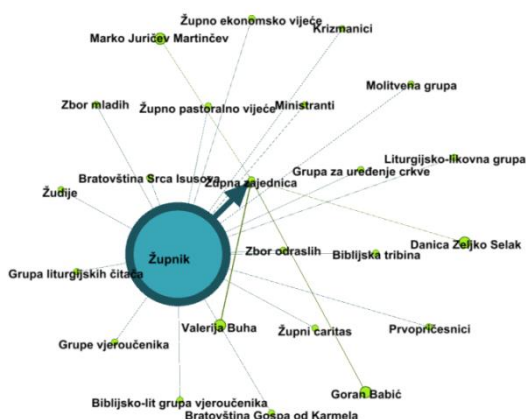 Župno ekonomsko vijeće
Krizmanici
Marko Juričev Martinčev
Molitvena grupa
Zbor mladih
Župno pastoralno vijeće
Ministranti
Liturgijsko-likovna grupa
Bratovština Srca Isusova
Župna zajednica
Grupa za uređenje crkve
Žudije
Zbor odraslih
Biblijska tribina
Danica Zeljko Selak
Župnik
Grupa liturgijskih čitača
Valerija Buha
Župni caritas
Prvopričesnici
Grupe vjeroučenika
Goran Babić
Biblijsko-lit grupa vjeroučenika
Bratovština Gospa od Karmela